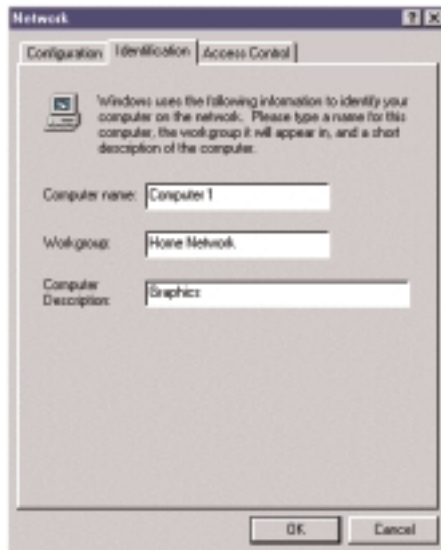 Network
Configuration Identification Access Control
Windows uses the following information to identify your
computer on the network. Please type a name for this
computer, the workgroup it will appear in, and a short
description of the computer.
Computer name: Computer 1
Workgroup: Home Network
Computer
Description: Graphics
OK Cancel